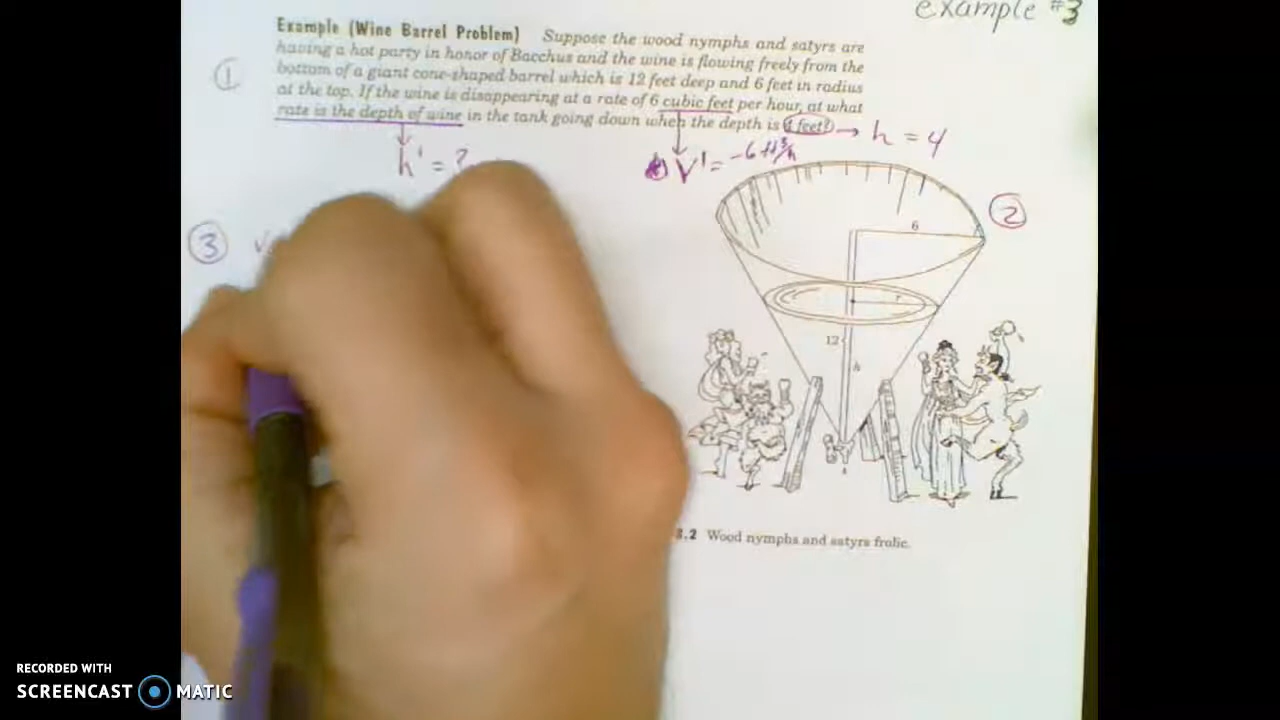 example #3
Example (Wine Barrel Problem) Suppose the wood nymphs and satyrs are
having a hot party in honor of Bacchus and the wine is flowing freely from the
bottom of a giant cone-shaped barrel which is 12 feet deep and 6 feet in radius
at the top. If the wine is disappearing at a rate of 6 cubic feet per hour, at what
rate is the depth of wine in the tank going down when the depth is 4 feet? → h = 4
①
h' = ?
V' = -6 ft³/h
②
6
③
r
12
h
8.2 Wood nymphs and satyrs frolic.
RECORDED WITH
SCREENCAST MATIC